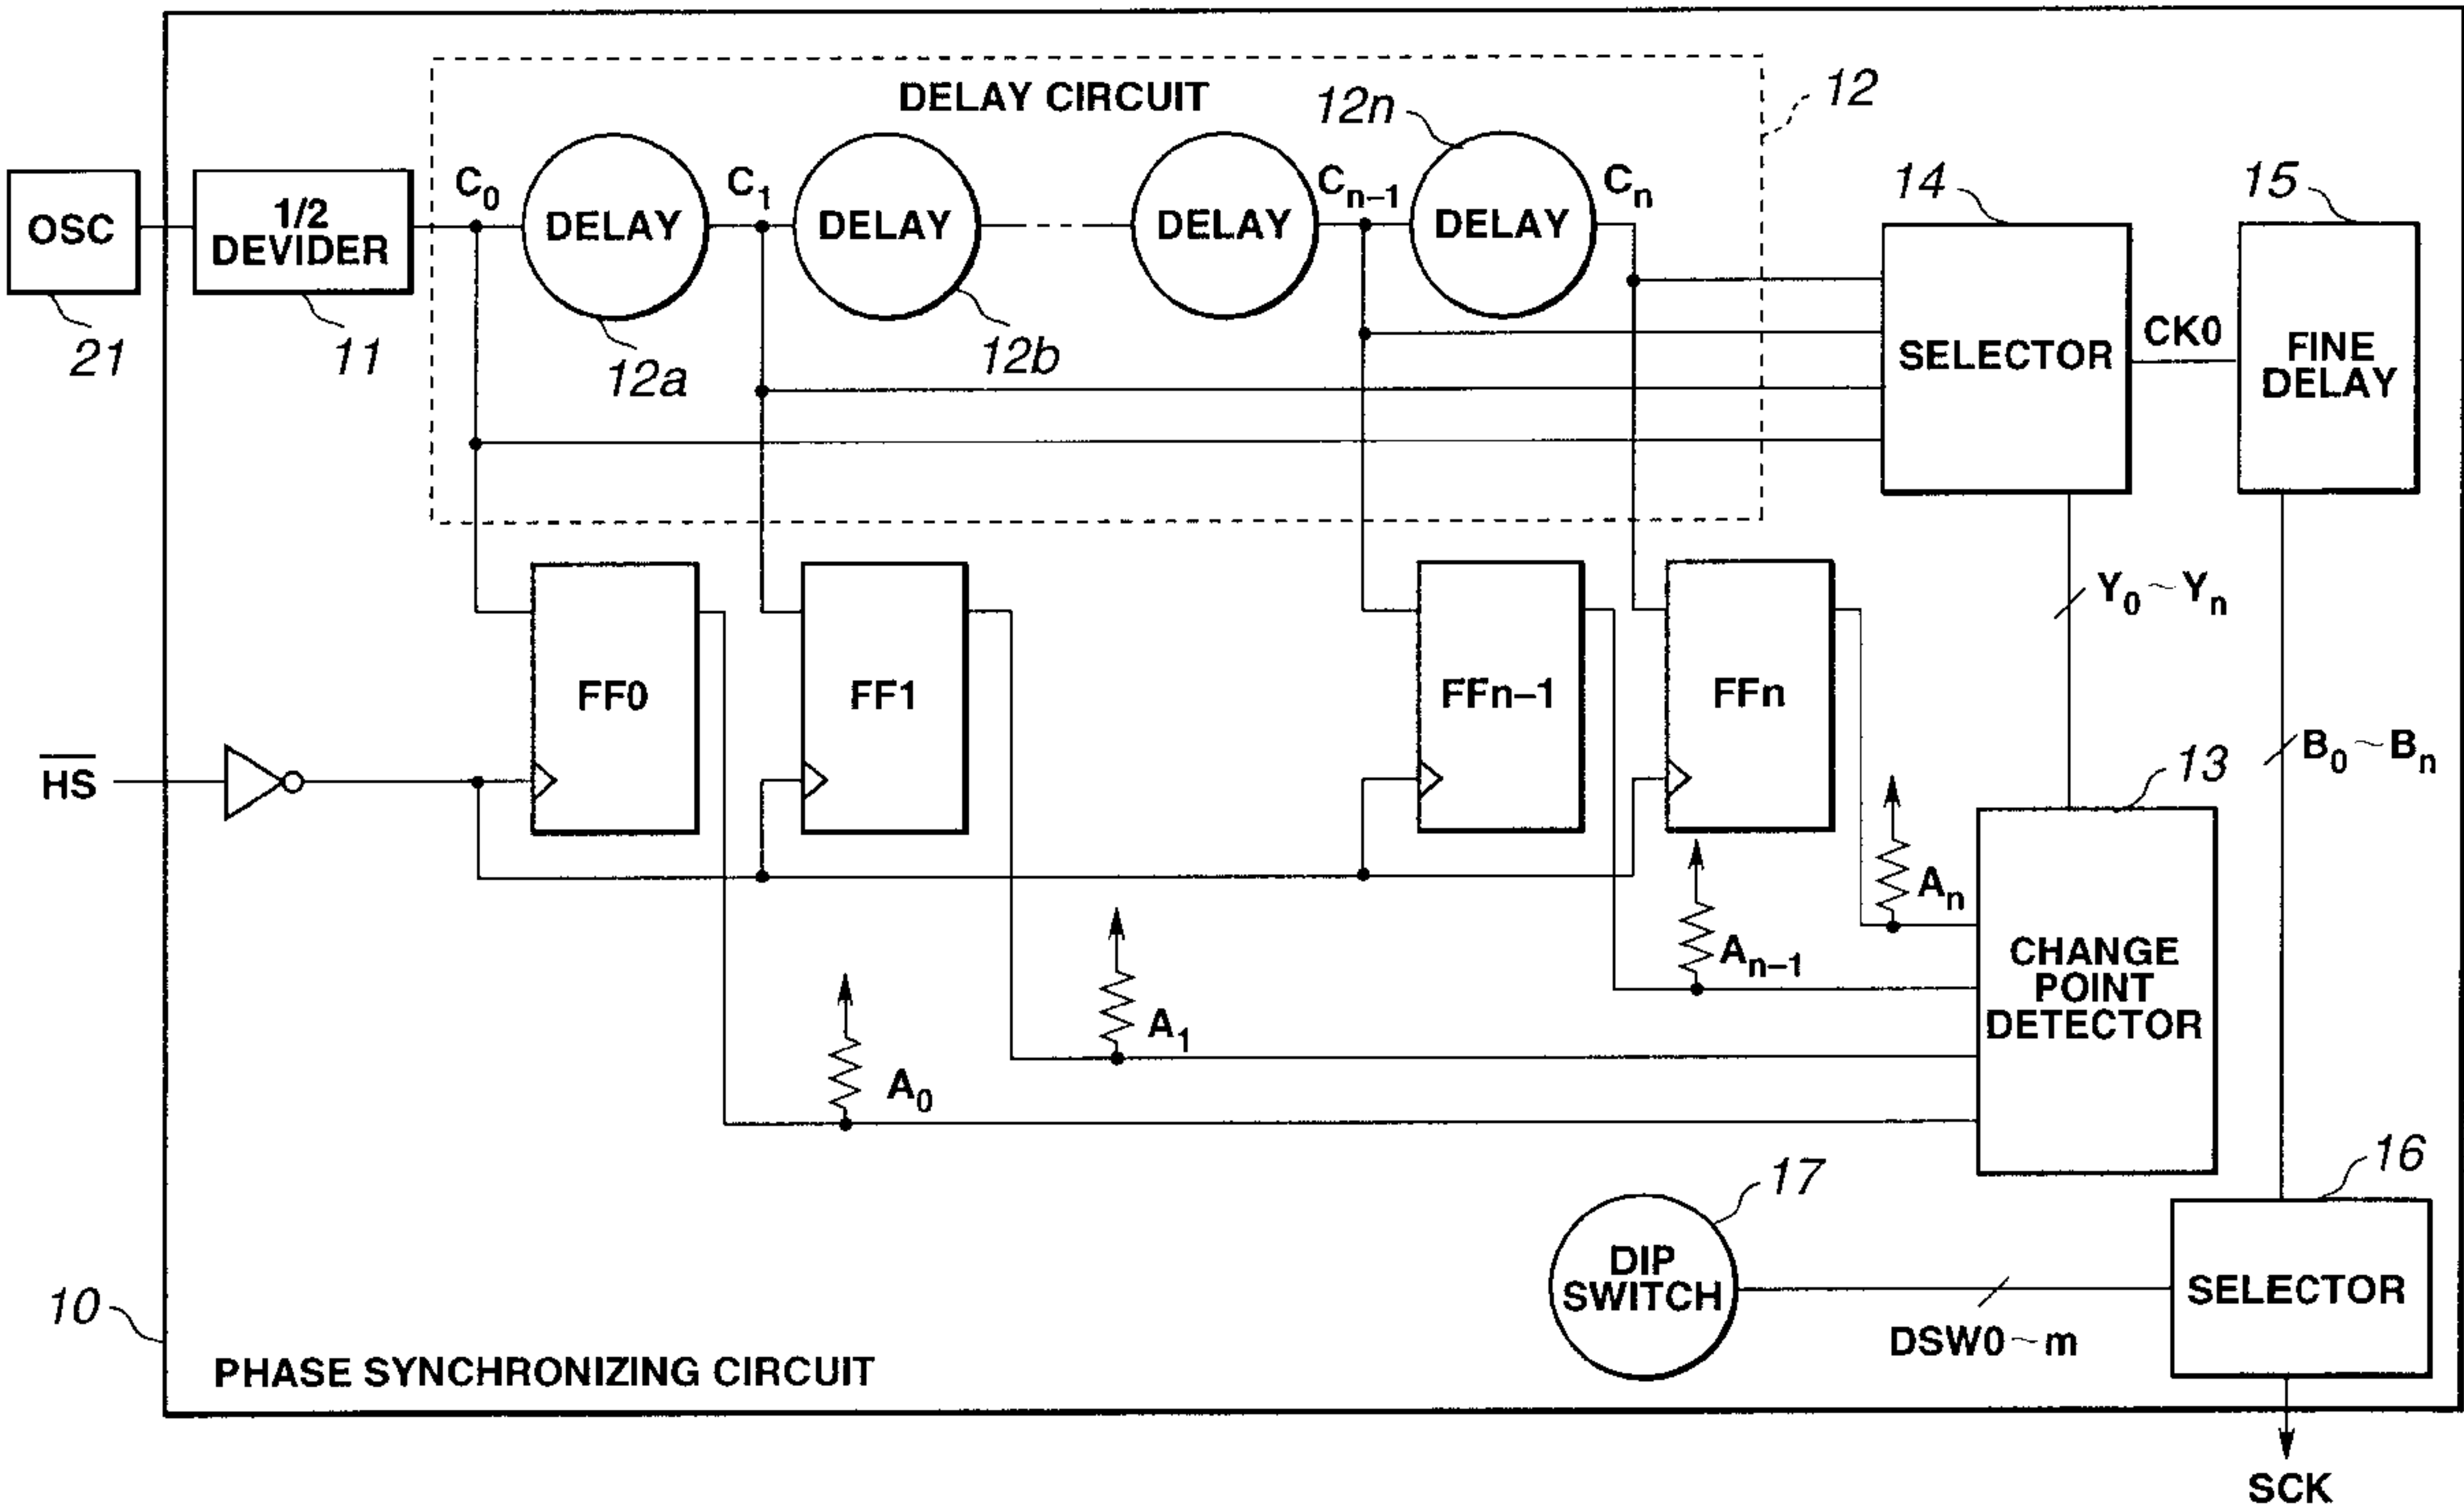 DELAY CIRCUIT
12n
12
OSC
1/2
DEVIDER
C0
DELAY
C1
DELAY
DELAY
Cn-1
DELAY
Cn
14
15
21
11
12a
12b
SELECTOR
CK0
FINE
DELAY
FF0
FF1
FFn-1
FFn
Y0 ~ Yn
HS
B0 ~ Bn
13
An
An-1
A1
A0
CHANGE
POINT
DETECTOR
17
16
DIP
SWITCH
SELECTOR
DSW0 ~ m
10
PHASE SYNCHRONIZING CIRCUIT
SCK